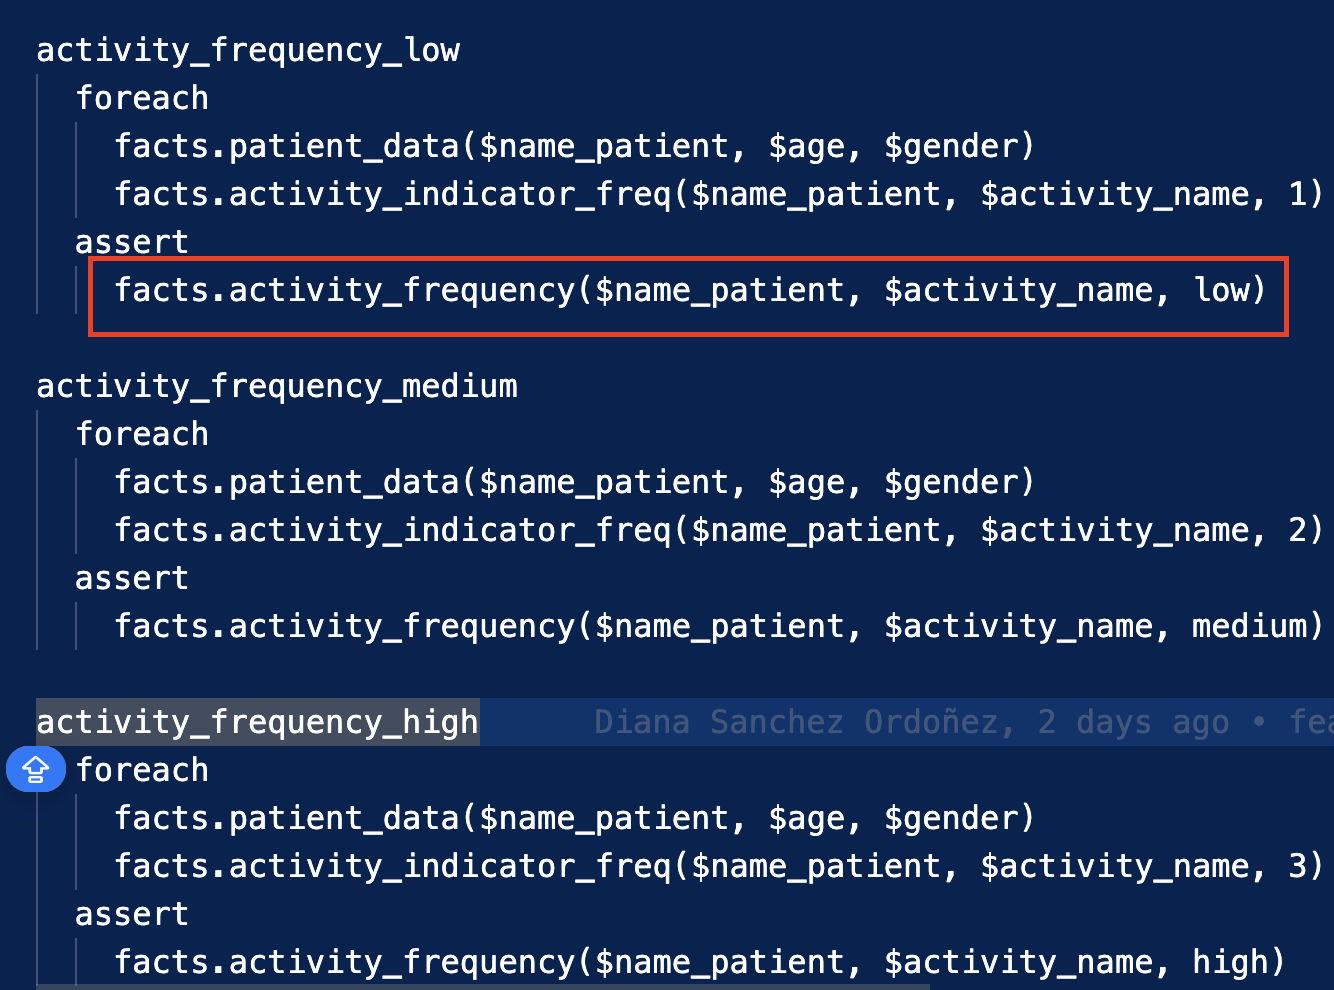 activity_frequency_low
foreach
facts.patient_data($name_patient, $age, $gender)
facts.activity_indicator_freq($name_patient, $activity_name, 1)
assert
facts.activity_frequency($name_patient, $activity_name, low)
activity_frequency_medium
foreach
facts.patient_data($name_patient, $age, $gender)
facts.activity_indicator_freq($name_patient, $activity_name, 2)
assert
facts.activity_frequency($name_patient, $activity_name, medium)
activity_frequency_high Diana Sanchez Ordoñez, 2 days ago • fea
foreach
facts.patient_data($name_patient, $age, $gender)
facts.activity_indicator_freq($name_patient, $activity_name, 3)
assert
facts.activity_frequency($name_patient, $activity_name, high)